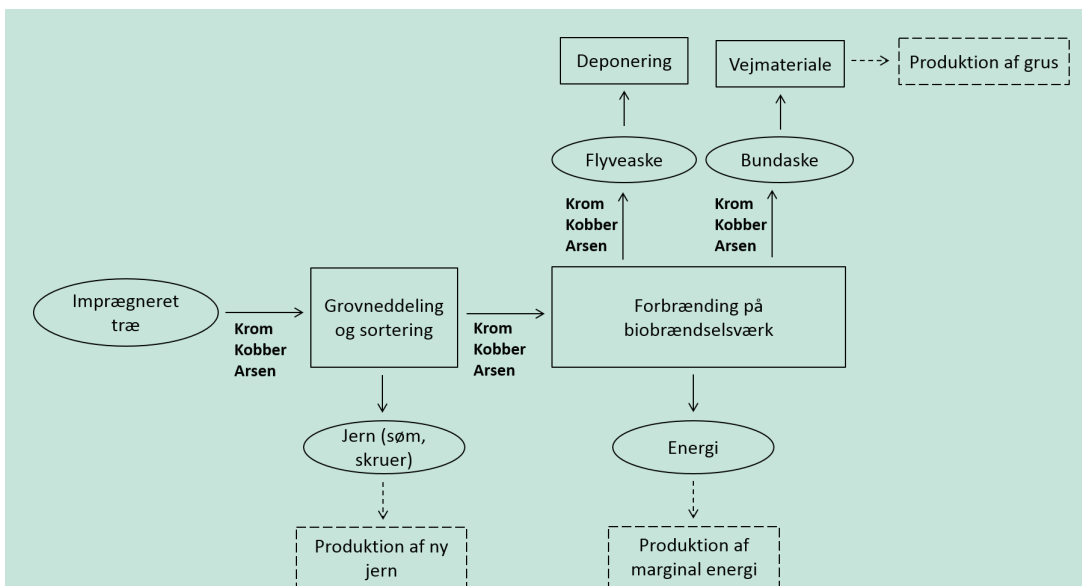 Deponering
Vejmateriale
Produktion af grus
Flyveaske
Bundaske
Krom
Kobber
Arsen
Krom
Kobber
Arsen
Imprægneret
træ
Krom
Kobber
Arsen
Grovneddeling
og sortering
Krom
Kobber
Arsen
Forbrænding på
biobrændselsværk
Jern (søm,
skruer)
Energi
Produktion af ny
jern
Produktion af
marginal energi